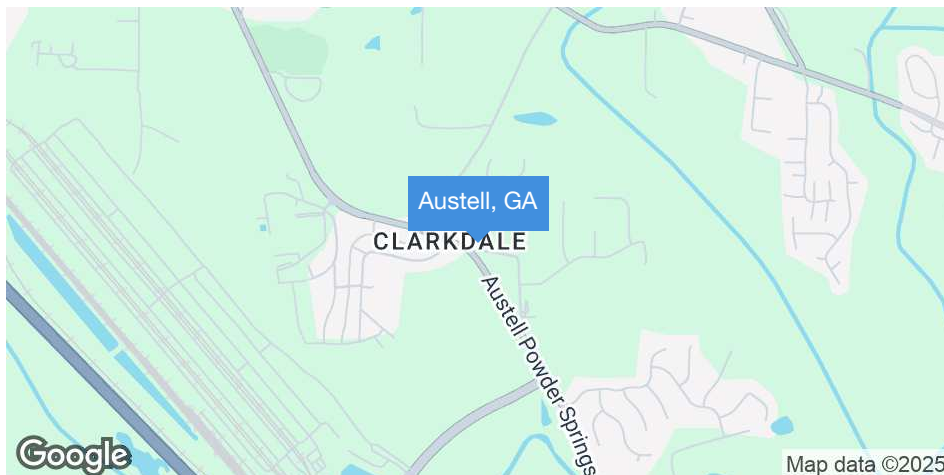 Austell, GA
CLARKDALE
Austell Powder Springs
Google
Map data ©2025